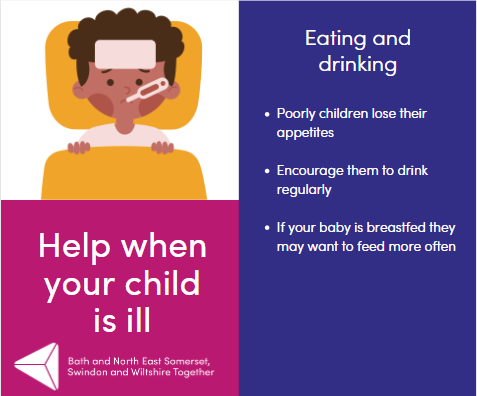 Help when
your child
is ill
Bath and North East Somerset,
Swindon and Wiltshire Together
Eating and
drinking
• Poorly children lose their
appetites
• Encourage them to drink
regularly
• If your baby is breastfed they
may want to feed more often